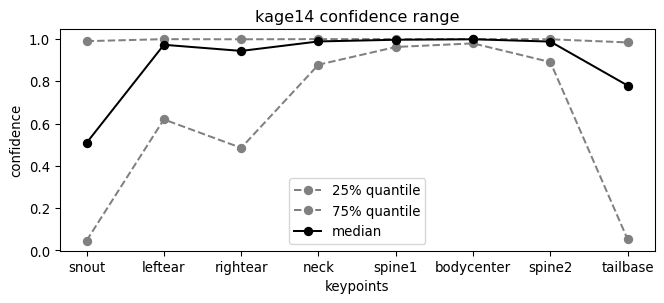 kage14 confidence range
confidence
1.0
0.8
0.6
0.4
0.2
0.0
25% quantile
75% quantile
median
snout leftear rightear neck spine1 bodycenter spine2 tailbase
keypoints